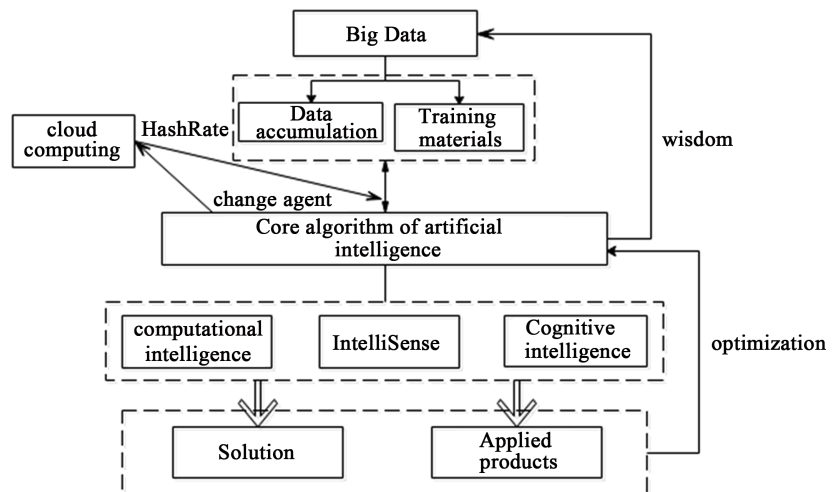 Big Data
Data
accumulation
Training
materials
cloud
computing
HashRate
wisdom
change agent
Core algorithm of artificial
intelligence
computational
intelligence
IntelliSense
Cognitive
intelligence
optimization
Solution
Applied
products